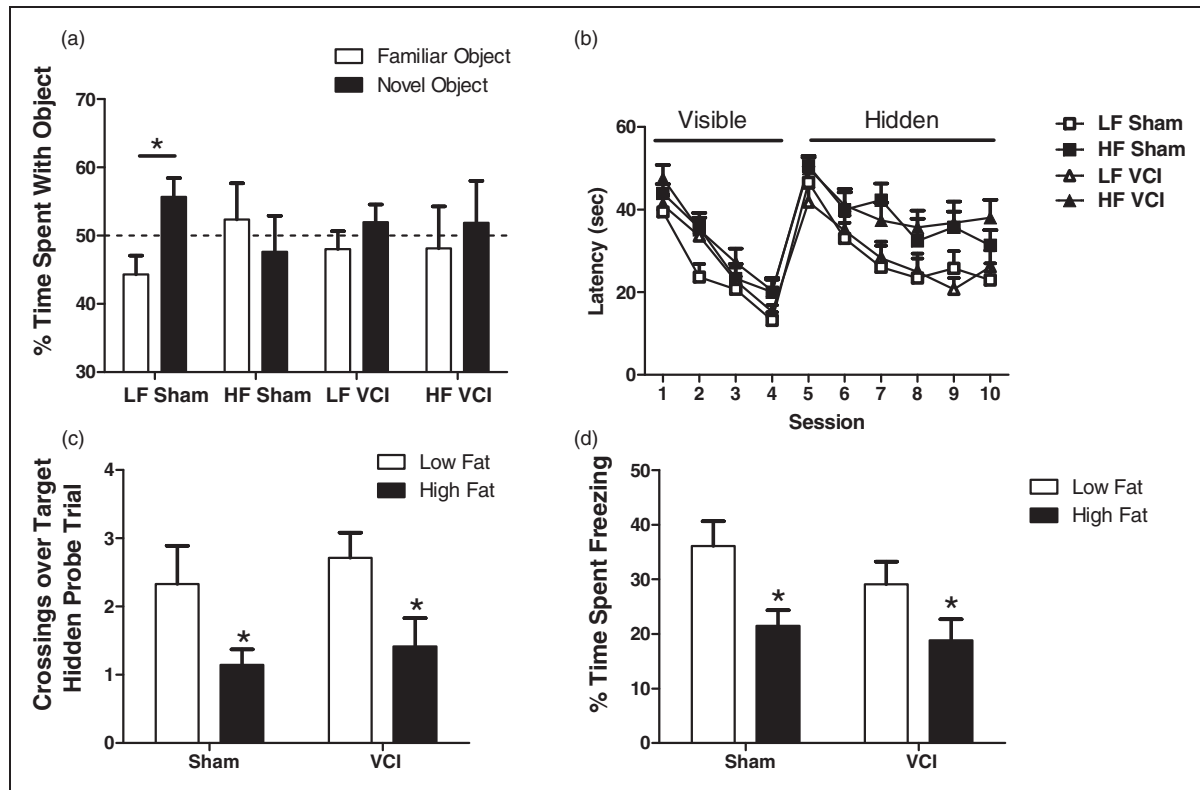 (a)
Familiar Object
Novel Object
% Time Spent With Object
70
60
50
40
30
*
LF Sham HF Sham LF VCI HF VCI
(b)
Visible Hidden
LF Sham
HF Sham
LF VCI
HF VCI
Latency (sec)
60
40
20
0
1 2 3 4 5 6 7 8 9 10
Session
(c)
Low Fat
High Fat
Crossings over Target
Hidden Probe Trial
4
3
2
1
0
* *
Sham VCI
(d)
Low Fat
High Fat
% Time Spent Freezing
50
40
30
20
10
0
* *
Sham VCI